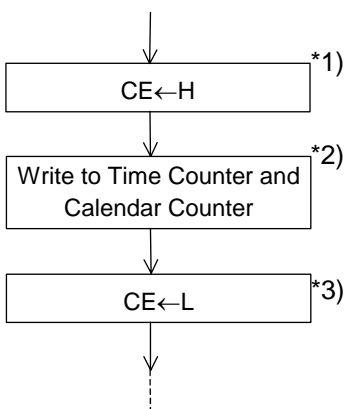 *1)
CE←H
*2)
Write to Time Counter and
Calendar Counter
*3)
CE←L